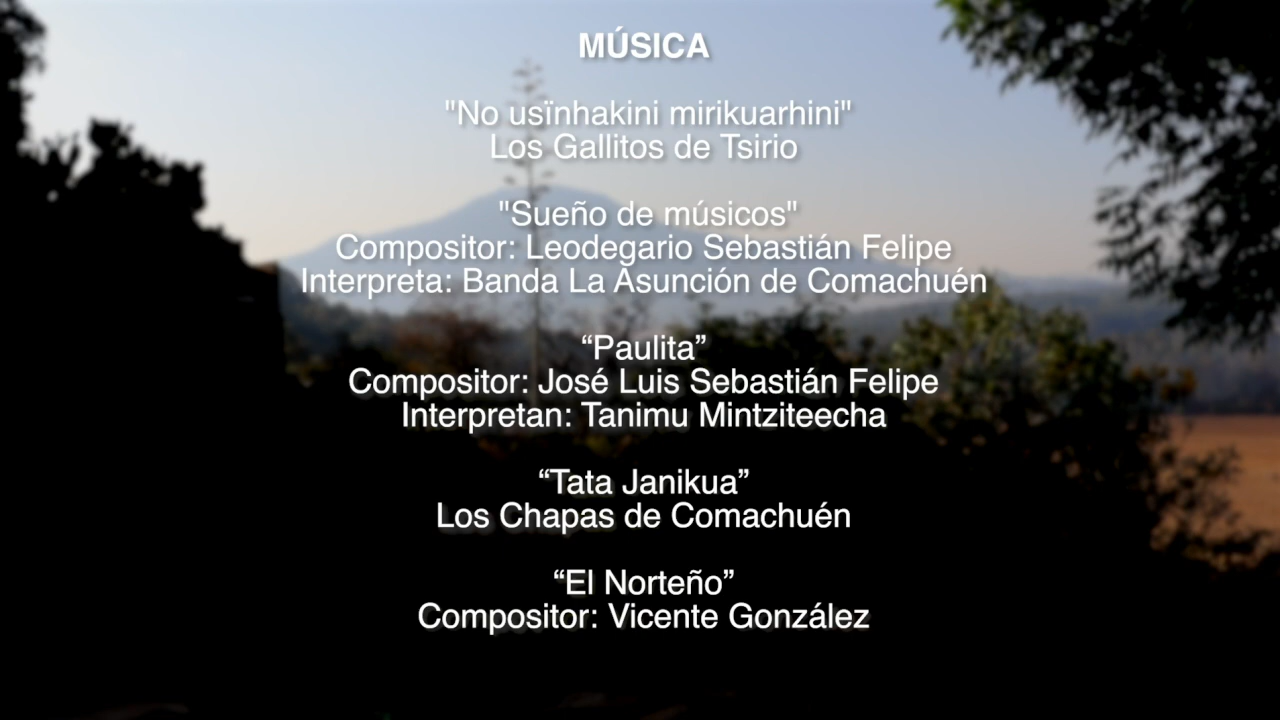 MÚSICA
"No usïnhakini mirikuarhini"
Los Gallitos de Tsirio
"Sueño de músicos"
Compositor: Leodegario Sebastián Felipe
Interpreta: Banda La Asunción de Comachuén
“Paulita”
Compositor: José Luis Sebastián Felipe
Interpretan: Tanimu Mintziteecha
“Tata Janikua”
Los Chapas de Comachuén
“El Norteño”
Compositor: Vicente González